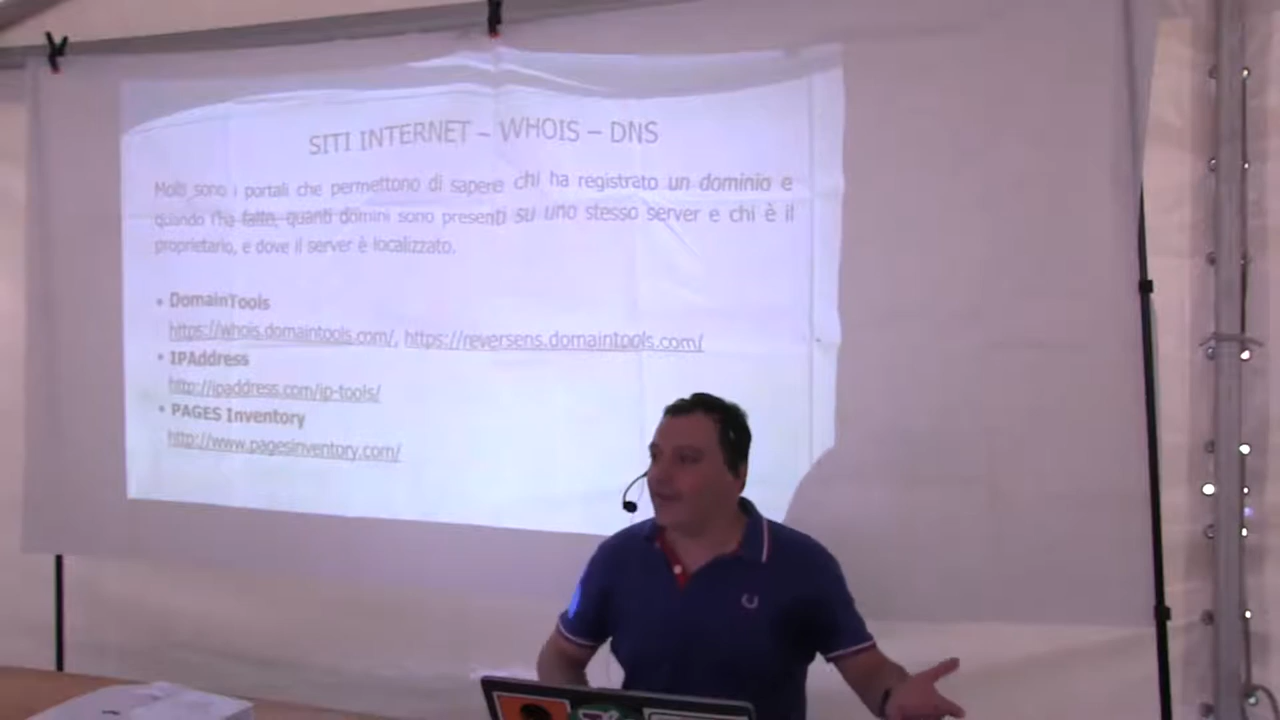 SITI INTERNET – WHOIS – DNS
Molti sono i portali che permettono di sapere chi ha registrato un dominio e
quando l'ha fatto, quanti domini sono presenti su uno stesso server e chi è il
proprietario, e dove il server è localizzato.
• DomainTools
https://whois.domaintools.com/, https://reversens.domaintools.com/
• IPAddress
http://ipaddress.com/ip-tools/
• PAGES Inventory
http://www.pagesinventory.com/